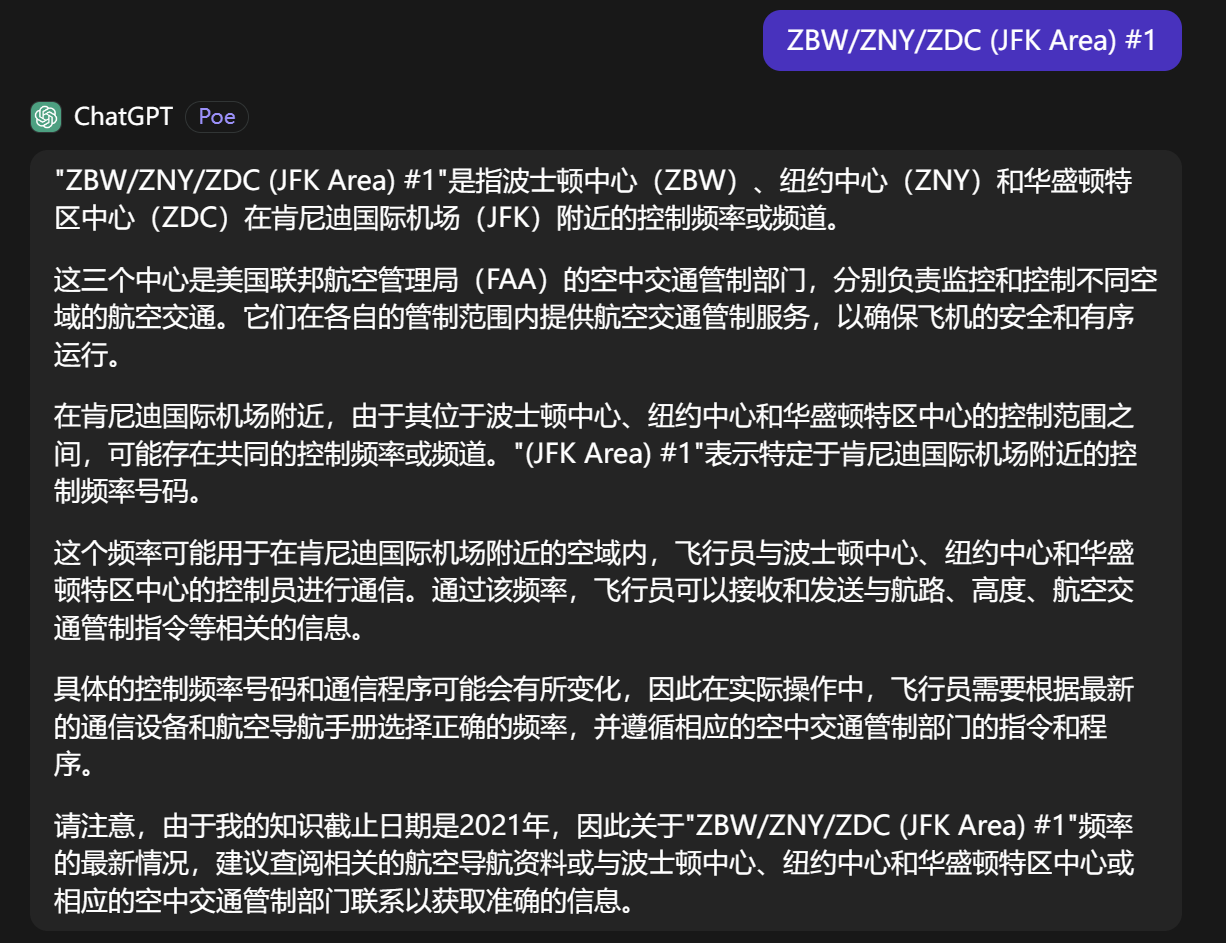 ZBW/ZNY/ZDC (JFK Area) #1
ChatGPT Poe
"ZBW/ZNY/ZDC (JFK Area) #1"是指波士顿中心（ZBW）、纽约中心（ZNY）和华盛顿特
区中心（ZDC）在肯尼迪国际机场（JFK）附近的控制频率或频道。
这三个中心是美国联邦航空管理局（FAA）的空中交通管制部门，分别负责监控和控制不同空
域的航空交通。它们在各自的管制范围内提供航空交通管制服务，以确保飞机的安全和有序
运行。
在肯尼迪国际机场附近，由于其位于波士顿中心、纽约中心和华盛顿特区中心的控制范围之
间，可能存在共同的控制频率或频道。"(JFK Area) #1"表示特定于肯尼迪国际机场附近的控
制频率号码。
这个频率可能用于在肯尼迪国际机场附近的空域内，飞行员与波士顿中心、纽约中心和华盛
顿特区中心的控制员进行通信。通过该频率，飞行员可以接收和发送与航路、高度、航空交
通管制指令等相关的信息。
具体的控制频率号码和通信程序可能会有所变化，因此在实际操作中，飞行员需要根据最新
的通信设备和航空导航手册选择正确的频率，并遵循相应的空中交通管制部门的指令和程
序。
请注意，由于我的知识截止日期是2021年，因此关于"ZBW/ZNY/ZDC (JFK Area) #1"频率
的最新情况，建议查阅相关的航空导航资料或与波士顿中心、纽约中心和华盛顿特区中心或
相应的空中交通管制部门联系以获取准确的信息。